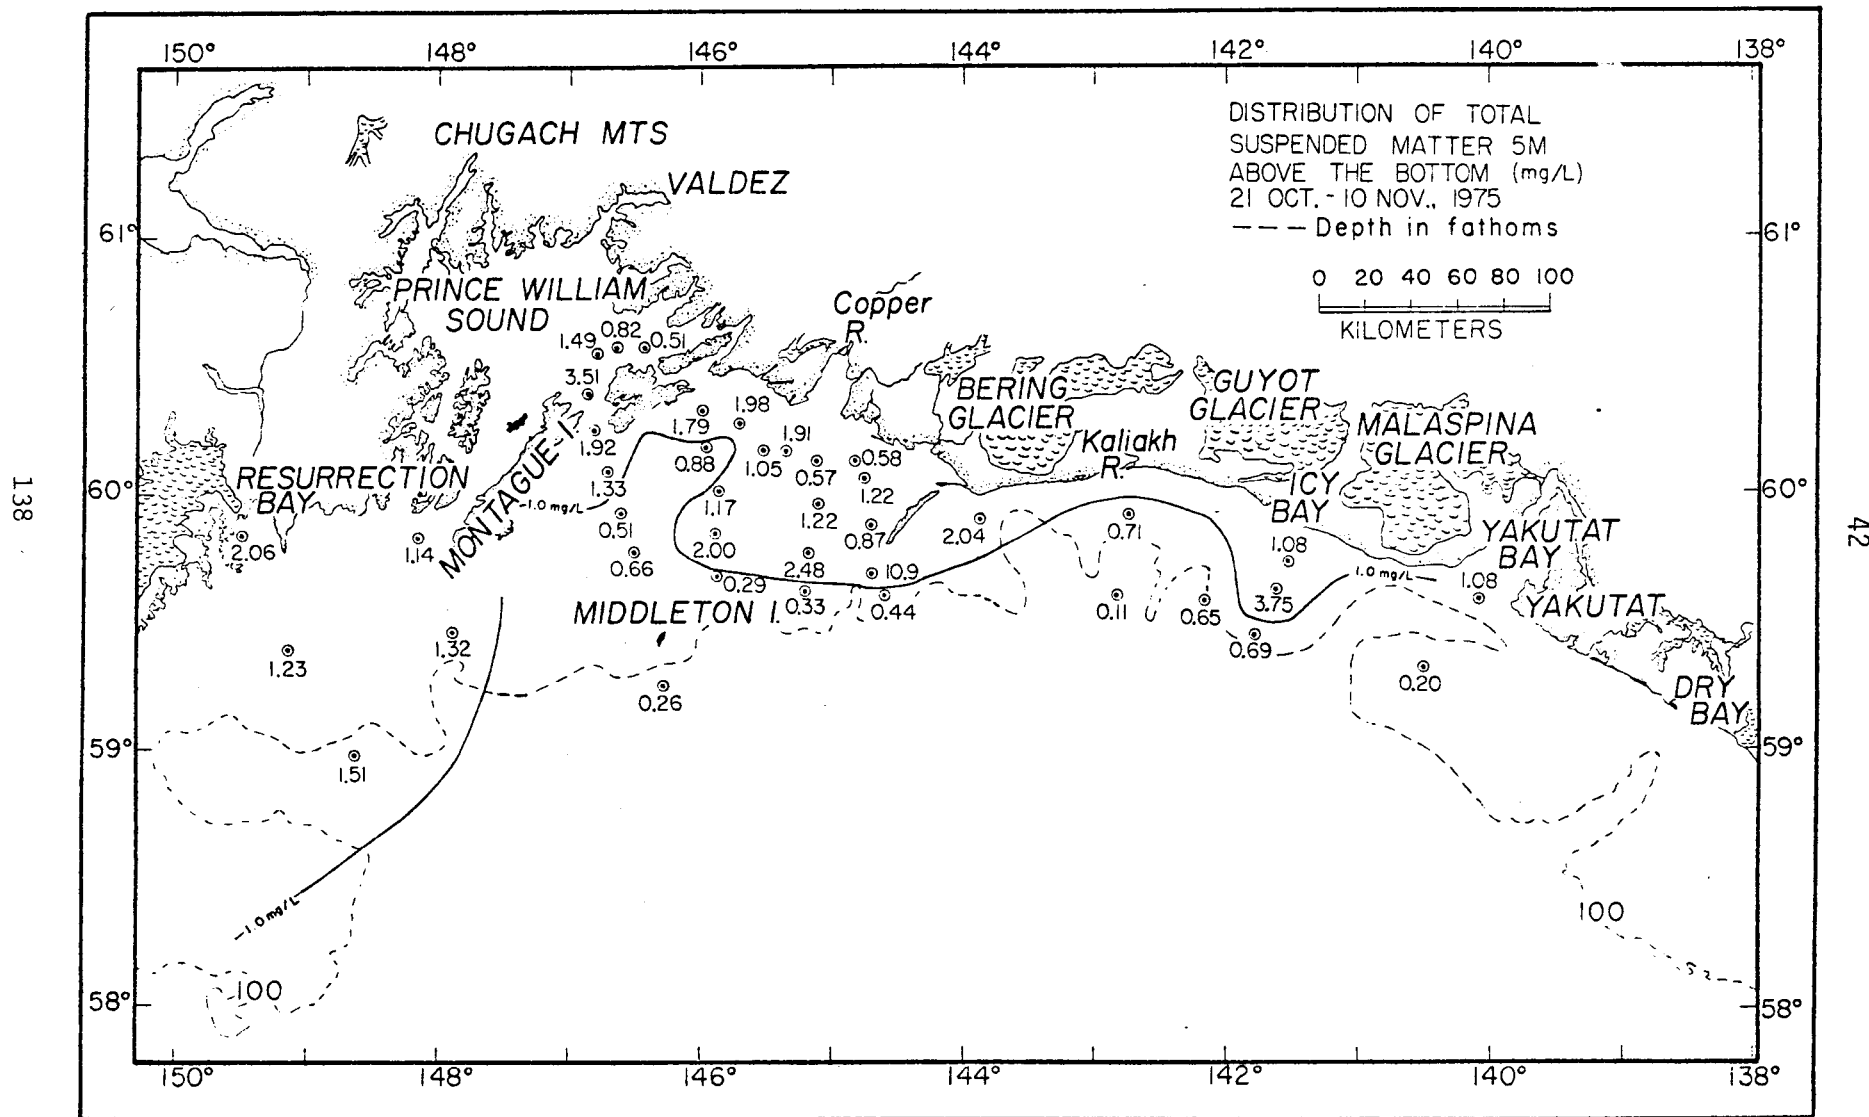 150°
148°
146°
144°
142°
140°
138°
DISTRIBUTION OF TOTAL
SUSPENDED MATTER 5M
ABOVE THE BOTTOM (mg/L)
21 OCT. - 10 NOV., 1975
--- Depth in fathoms
0 20 40 60 80 100
KILOMETERS
CHUGACH MTS
VALDEZ
61°
61°
PRINCE WILLIAM
SOUND
Copper
R.
1.49
0.82
0.51
3.51
BERING
GLACIER
GUYOT
GLACIER
MALASPINA
GLACIER
1.98
1.79
1.92
1.91
Kaliakh
R.
0.88
1.05
0.57
0.58
RESURRECTION
BAY
MONTAGUE I.
60°
60°
1.33
1.0 mg/L
1.17
1.22
1.22
ICY
BAY
0.51
2.00
0.87
2.04
0.71
YAKUTAT
BAY
2.06
1.14
0.66
2.48
10.9
1.08
1.0 mg/L
1.08
0.29
0.33
0.44
0.11
0.65
3.75
MIDDLETON I.
YAKUTAT
1.23
1.32
0.69
0.26
0.20
DRY
BAY
59°
59°
1.51
1.0 mg/L
100
100
58°
58°
150°
148°
146°
144°
142°
140°
138°
138
42